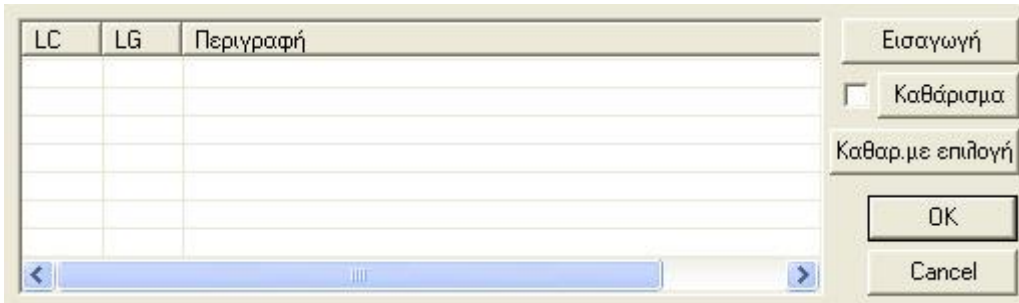 LC LG Περιγραφή
Εισαγωγή
Καθάρισμα
Καθαρ.με επιλογή
OK
Cancel